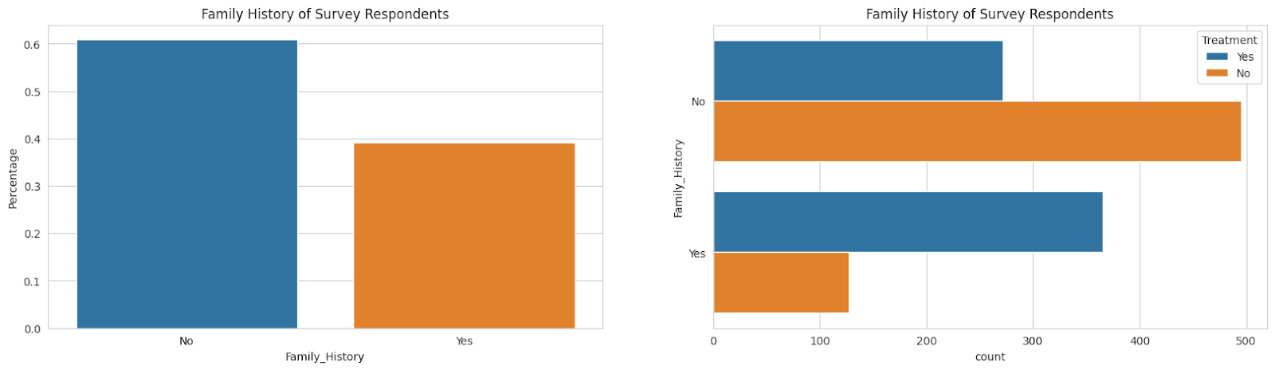 Family History of Survey Respondents
0.6
0.5
0.4
0.3
0.2
0.1
0.0
Percentage
No
Yes
Family_History
Family History of Survey Respondents
Treatment
Yes
No
No
Yes
Family_History
0
100
200
300
400
500
count